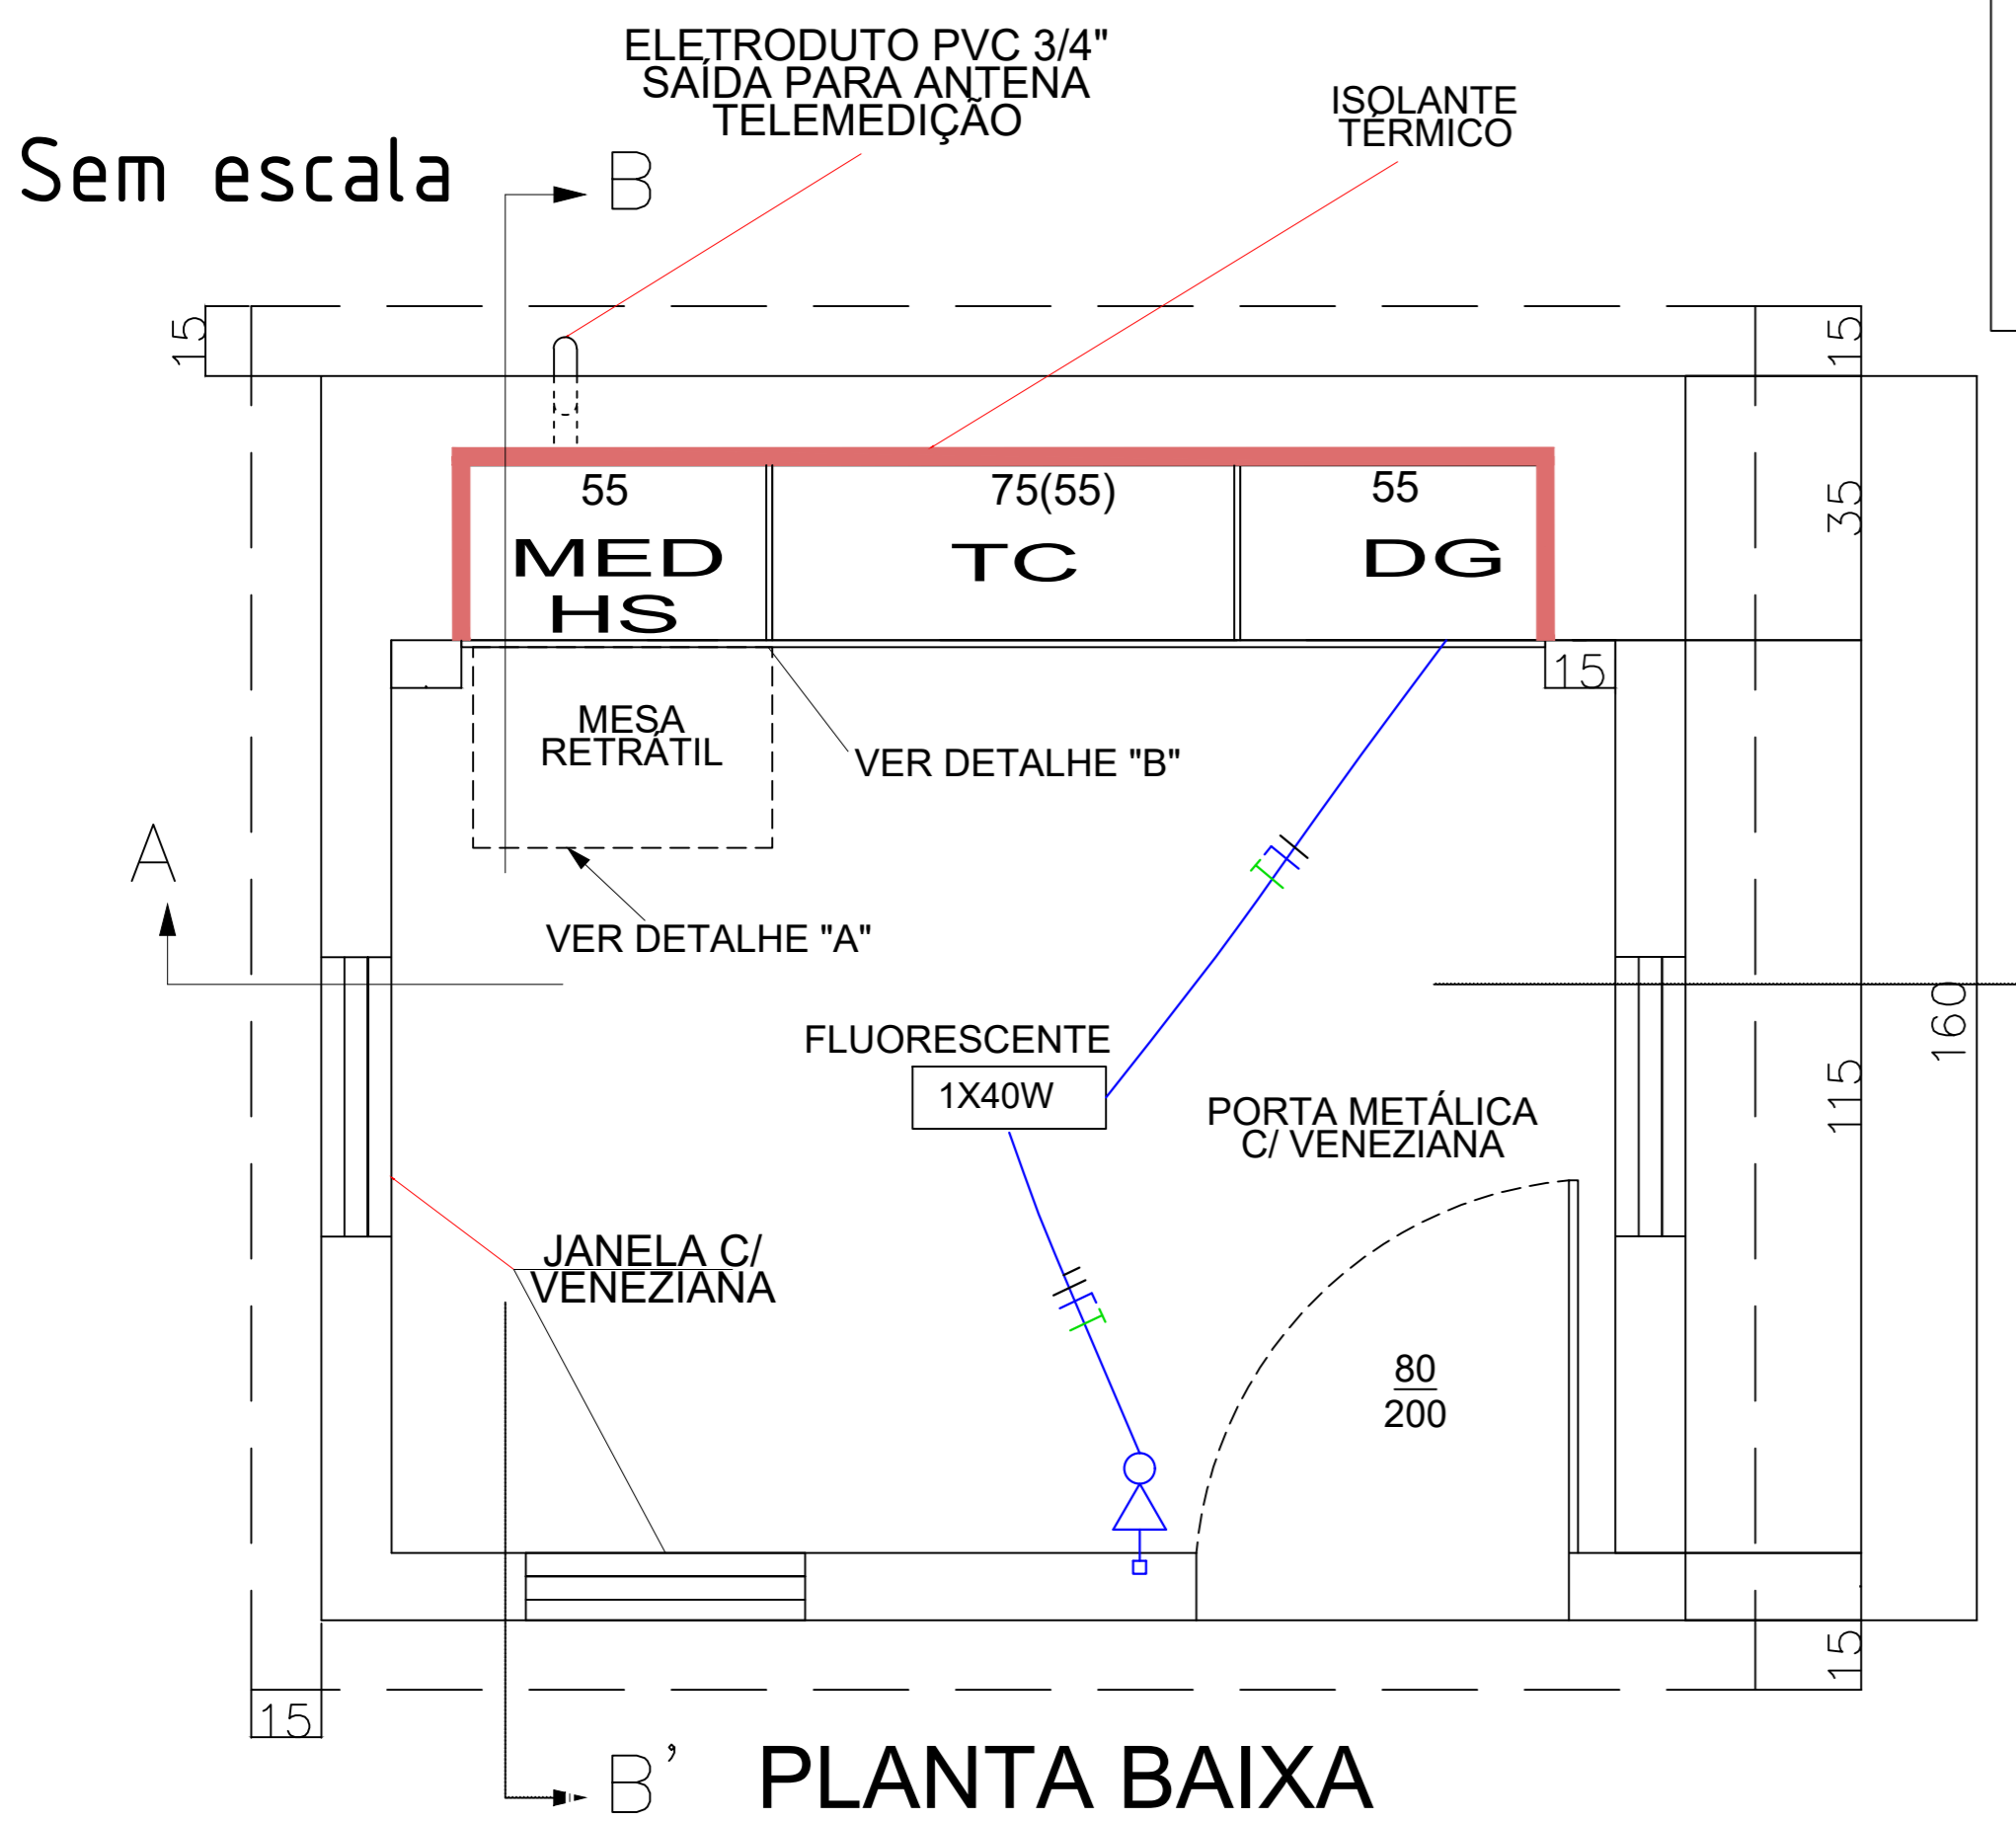 ELETRODUTO PVC 3/4"
SAÍDA PARA ANTENA
TELEMEDIÇÃO
ISOLANTE
TÉRMICO
Sem escala
B
15
15
55
75(55)
55
35
MED
HS
TC
DG
15
MESA
RETRÁTIL
VER DETALHE "B"
A
VER DETALHE "A"
FLUORESCENTE
1X40W
160
115
PORTA METÁLICA
C/ VENEZIANA
JANELA C/
VENEZIANA
80
200
15
15
B'
PLANTA BAIXA